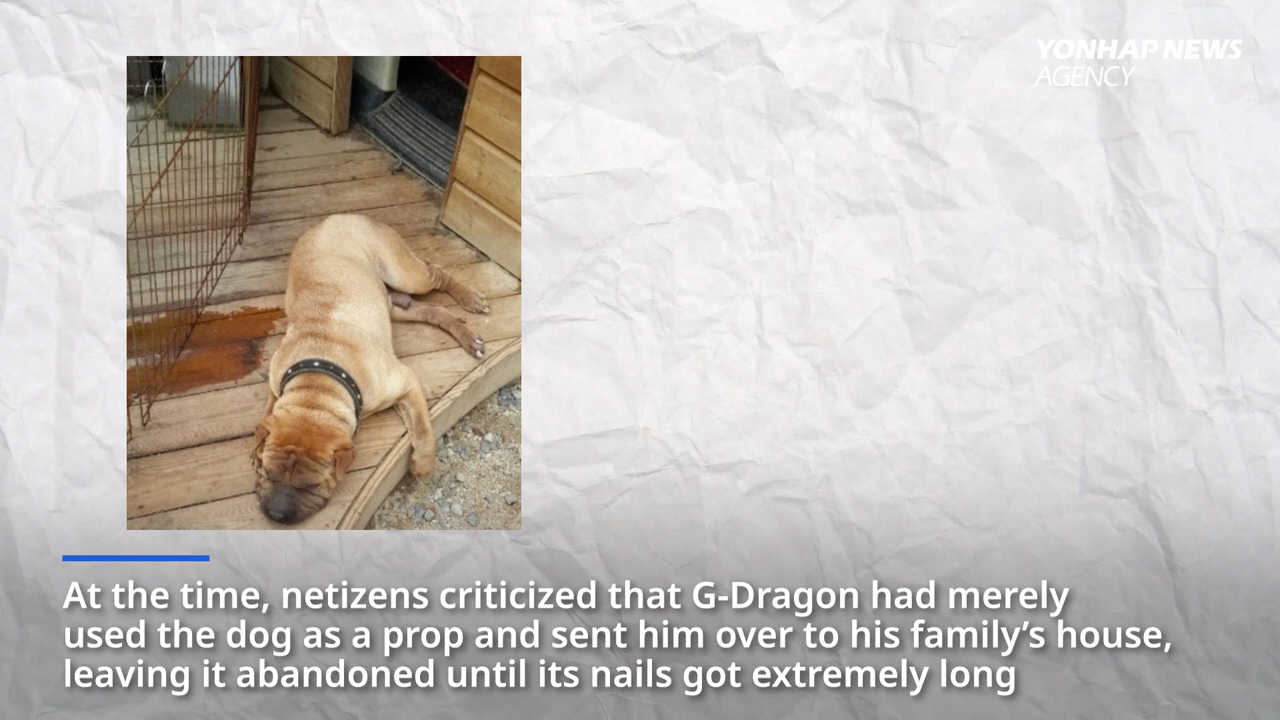 YONHAP NEWS
AGENCY
At the time, netizens criticized that G-Dragon had merely
used the dog as a prop and sent him over to his family’s house,
leaving it abandoned until its nails got extremely long